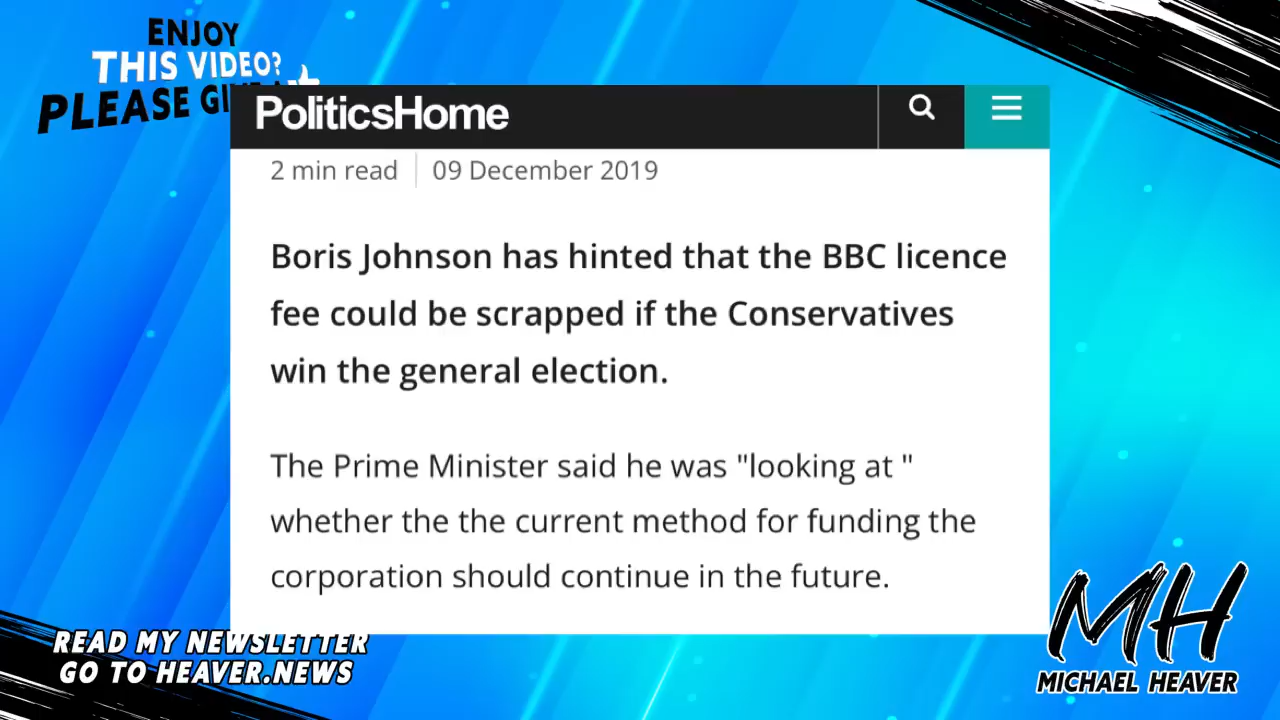 ENJOY
THIS VIDEO?
PLEASE
PoliticsHome
2 min read
09 December 2019
Boris Johnson has hinted that the BBC licence
fee could be scrapped if the Conservatives
win the general election.
The Prime Minister said he was "looking at "
whether the the current method for funding the
corporation should continue in the future.
READ MY NEWSLETTER
GO TO HEAVER.NEWS
MH
MICHAEL HEAVER